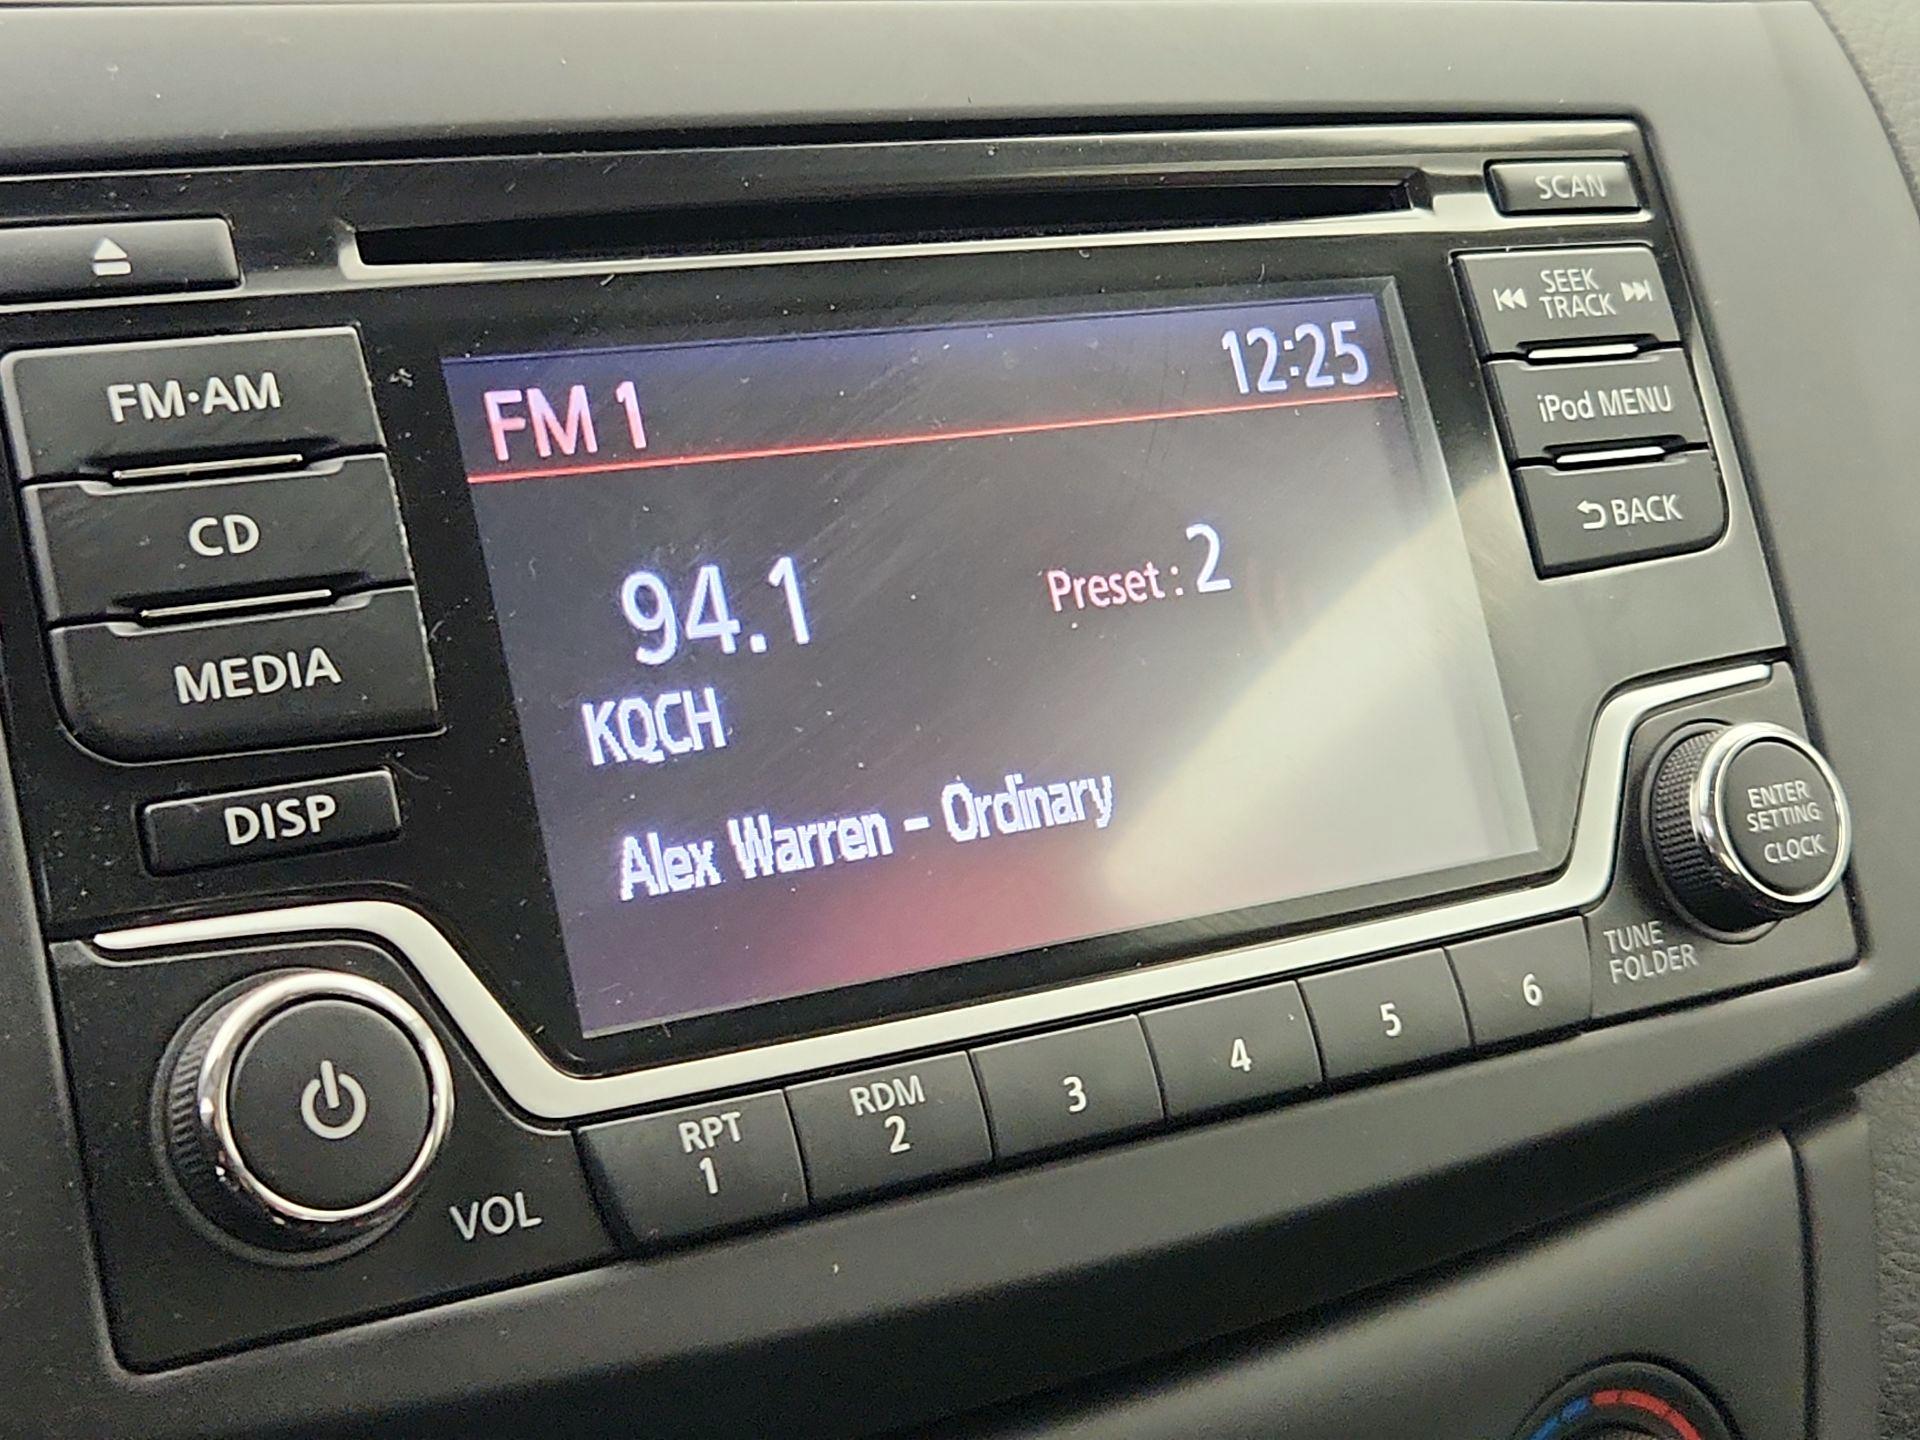 SCAN
SEEK
TRACK
FM·AM
FM 1
12:25
iPod MENU
CD
94.1
Preset : 2
BACK
MEDIA
KQCH
DISP
Alex Warren - Ordinary
ENTER
SETTING
CLOCK
TUNE
FOLDER
VOL
RPT
1
RDM
2
3
4
5
6